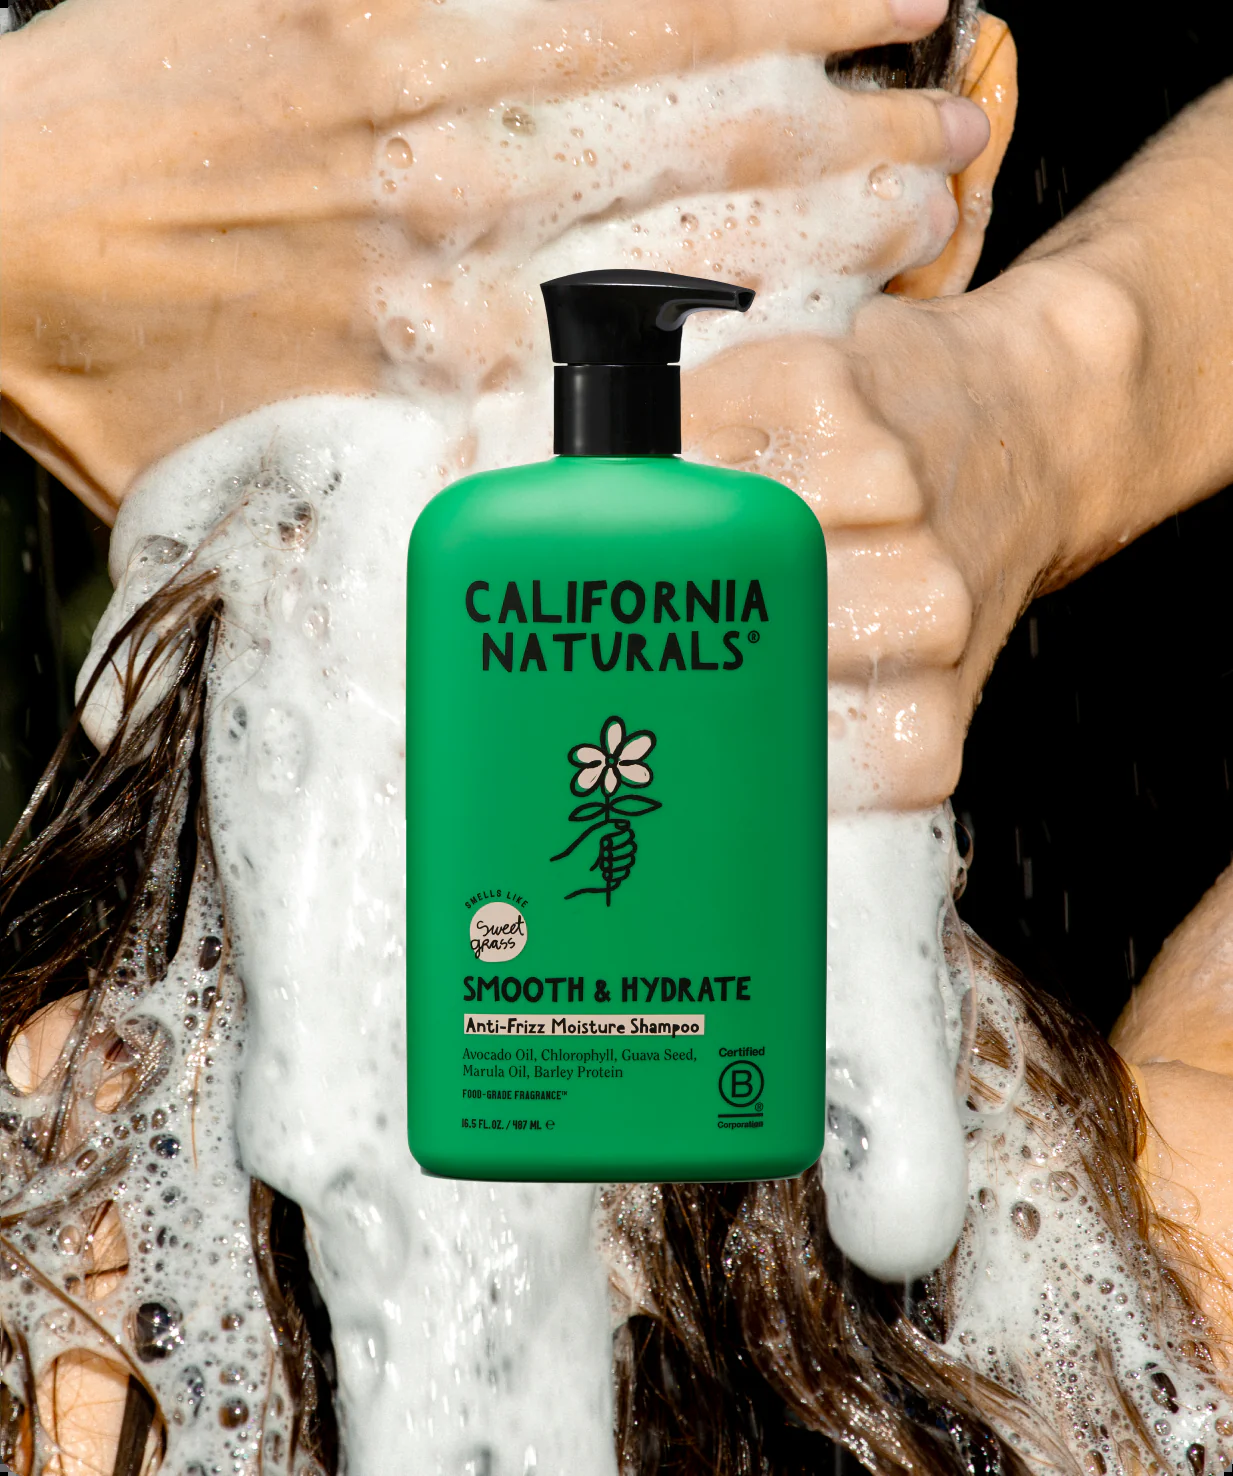 CALIFORNIA
NATURALS®
SMELLS LIKE
Sweet
grass
SMOOTH & HYDRATE
Anti-Frizz Moisture Shampoo
Avocado Oil, Chlorophyll, Guava Seed,
Marula Oil, Barley Protein
FOOD-GRADE FRAGRANCE™
16.5 FL.OZ. / 487 ML ℮
Certified
B
®
Corporation